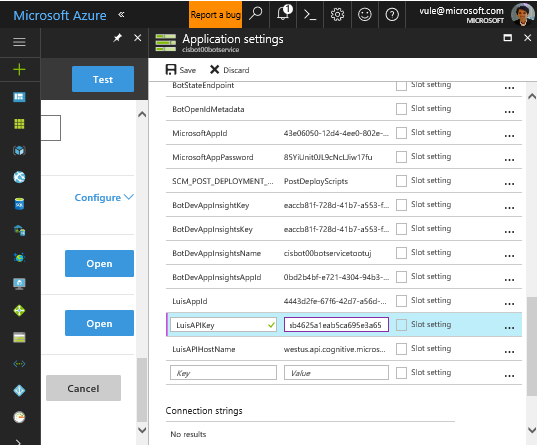 Microsoft Azure
Report a bug
1
vule@microsoft.com
MICROSOFT
Test
Configure
Open
Open
Cancel
Application settings
cisbot00botservice
Save
Discard
BotStateEndpoint Slot setting ...
BotOpenIdMetadata Slot setting ...
MicrosoftAppId 43e06050-12d4-4ee0-802e-... Slot setting ...
MicrosoftAppPassword Slot setting ...
SCM_POST_DEPLOYMENT_... PostDeployScripts Slot setting ...
BotDevAppInsightKey eaccb81f-728d-41b7-a553-f... Slot setting ...
BotDevAppInsightsKey eaccb81f-728d-41b7-a553-f... Slot setting ...
BotDevAppInsightsName cisbot00botservicetootuj Slot setting ...
BotDevAppInsightsAppId 0bd2b4bf-e721-4304-94b3-... Slot setting ...
LuisAppId 4443d2fe-67f6-42d7-a56d-... Slot setting ...
LuisAPIKey Slot setting ...
LuisAPIHostName westus.api.cognitive.micros... Slot setting ...
Key Value Slot setting ...
Connection strings
No results